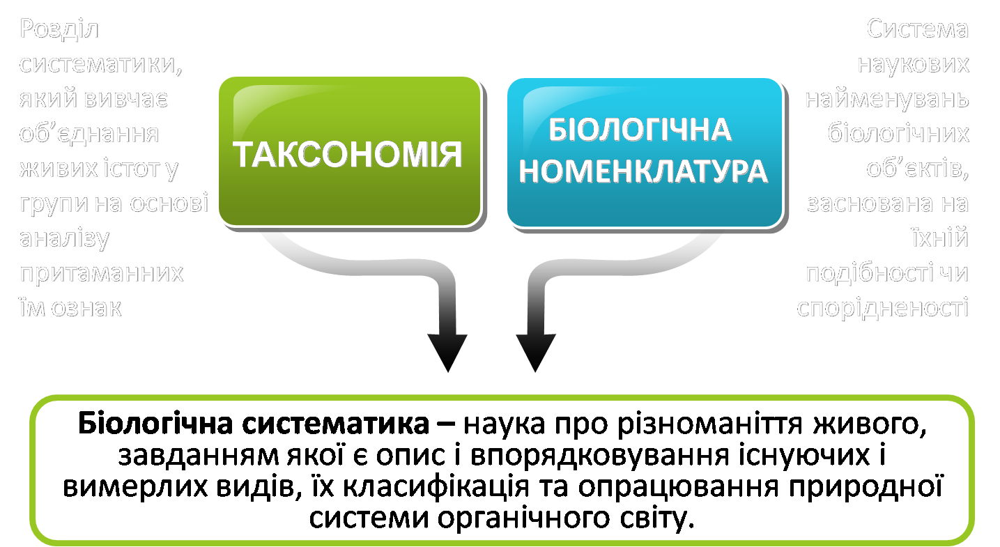 Розділ
систематики,
який вивчає
об’єднання
живих істот у
групи на основі
аналізу
притаманних
їм ознак
ТАКСОНОМІЯ
БІОЛОГІЧНА
НОМЕНКЛАТУРА
Система
наукових
найменувань
біологічних
об’єктів,
заснована на
їхній
подібності чи
спорідненості
Біологічна систематика – наука про різноманіття живого,
завданням якої є опис і впорядковування існуючих і
вимерлих видів, їх класифікація та опрацювання природної
системи органічного світу.